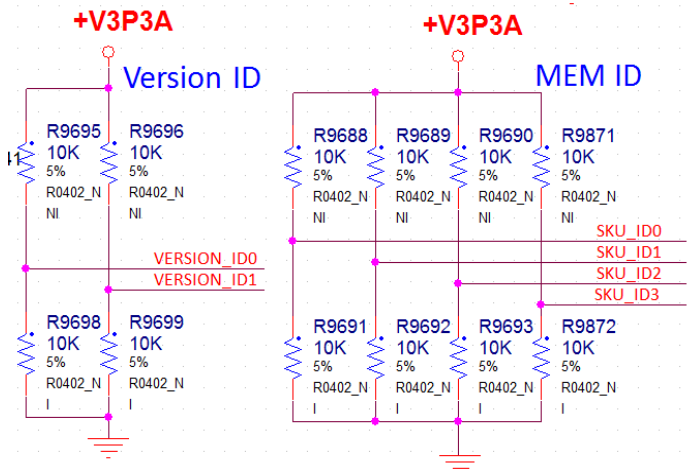 +V3P3A
Version ID
41
R9695
10K
5%
R0402_N
NI
R9696
10K
5%
R0402_N
NI
VERSION_ID0
VERSION_ID1
R9698
10K
5%
R0402_N
I
R9699
10K
5%
R0402_N
I
+V3P3A
MEM ID
R9688
10K
5%
R0402_N
NI
R9689
10K
5%
R0402_N
NI
R9690
10K
5%
R0402_N
NI
R9871
10K
5%
R0402_N
NI
SKU_ID0
SKU_ID1
SKU_ID2
SKU_ID3
R9691
10K
5%
R0402_N
I
R9692
10K
5%
R0402_N
I
R9693
10K
5%
R0402_N
I
R9872
10K
5%
R0402_N
I